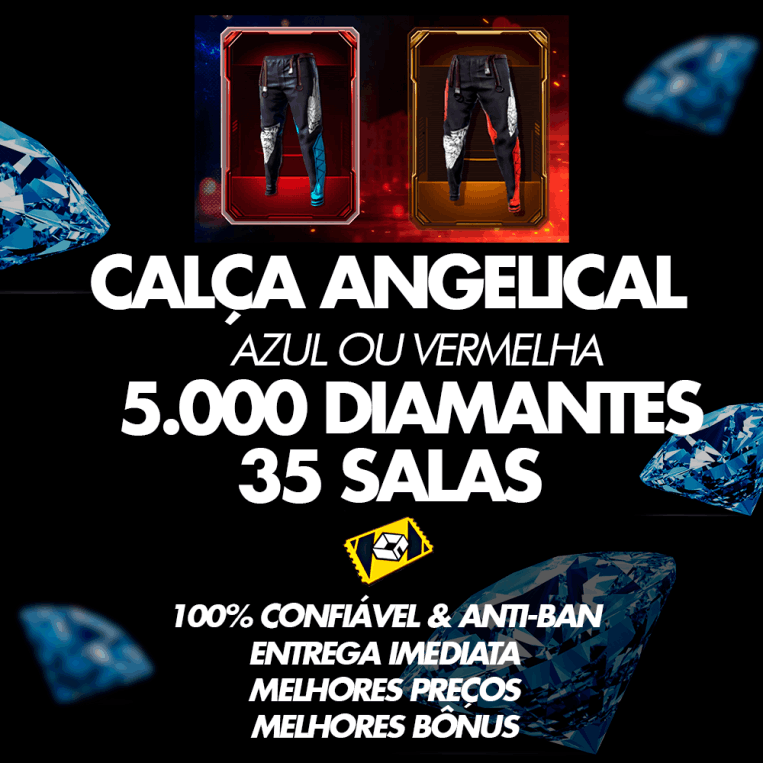 CALÇA ANGELICAL
AZUL OU VERMELHA
5.000 DIAMANTES
35 SALAS
100% CONFIÁVEL & ANTI-BAN
ENTREGA IMEDIATA
MELHORES PREÇOS
MELHORES BÔNUS